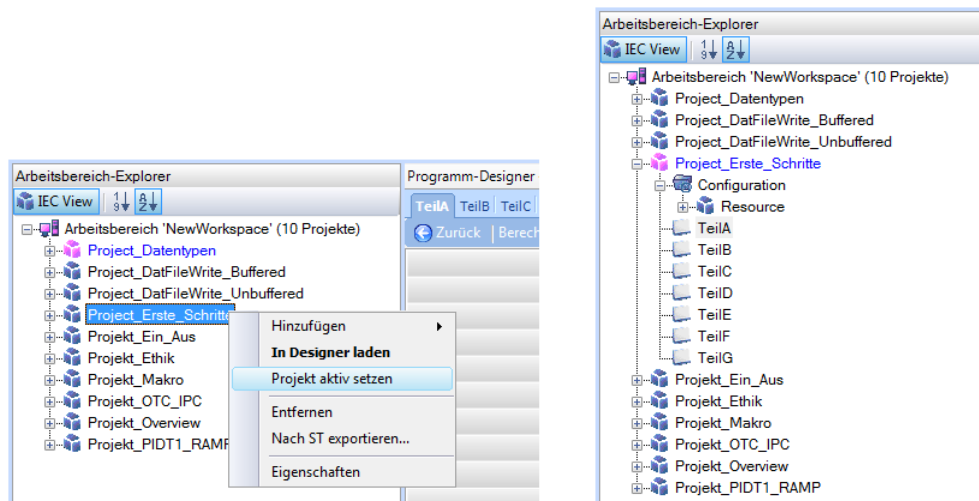 Arbeitsbereich-Explorer
IEC View
Arbeitsbereich 'NewWorkspace' (10 Projekte)
Project_Datentypen
Project_DatFileWrite_Buffered
Project_DatFileWrite_Unbuffered
Project_Erste_Schritte
Projekt_Ein_Aus
Projekt_Ethik
Projekt_Makro
Projekt_OTC_IPC
Projekt_Overview
Projekt_PIDT1_RAMP
Hinzufügen
In Designer laden
Projekt aktiv setzen
Entfernen
Nach ST exportieren...
Eigenschaften
Programm-Designer
TeilA TeilB TeilC
Zurück Berech
Arbeitsbereich-Explorer
IEC View
Arbeitsbereich 'NewWorkspace' (10 Projekte)
Project_Datentypen
Project_DatFileWrite_Buffered
Project_DatFileWrite_Unbuffered
Project_Erste_Schritte
Configuration
Resource
TeilA
TeilB
TeilC
TeilD
TeilE
TeilF
TeilG
Projekt_Ein_Aus
Projekt_Ethik
Projekt_Makro
Projekt_OTC_IPC
Projekt_Overview
Projekt_PIDT1_RAMP